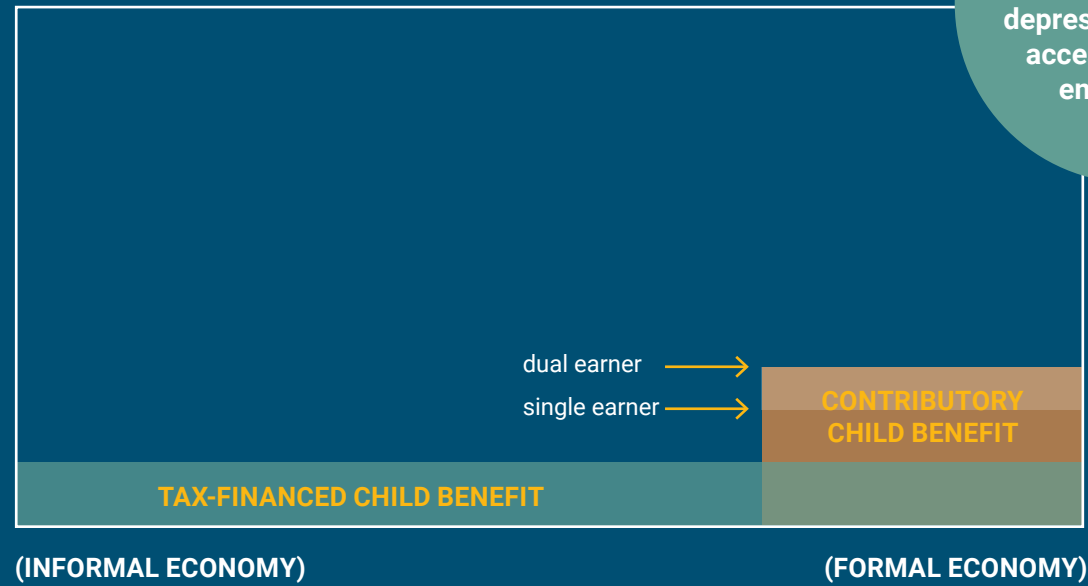 dual earner
single earner
CONTRIBUTORY
CHILD BENEFIT
TAX-FINANCED CHILD BENEFIT
(INFORMAL ECONOMY)
(FORMAL ECONOMY)